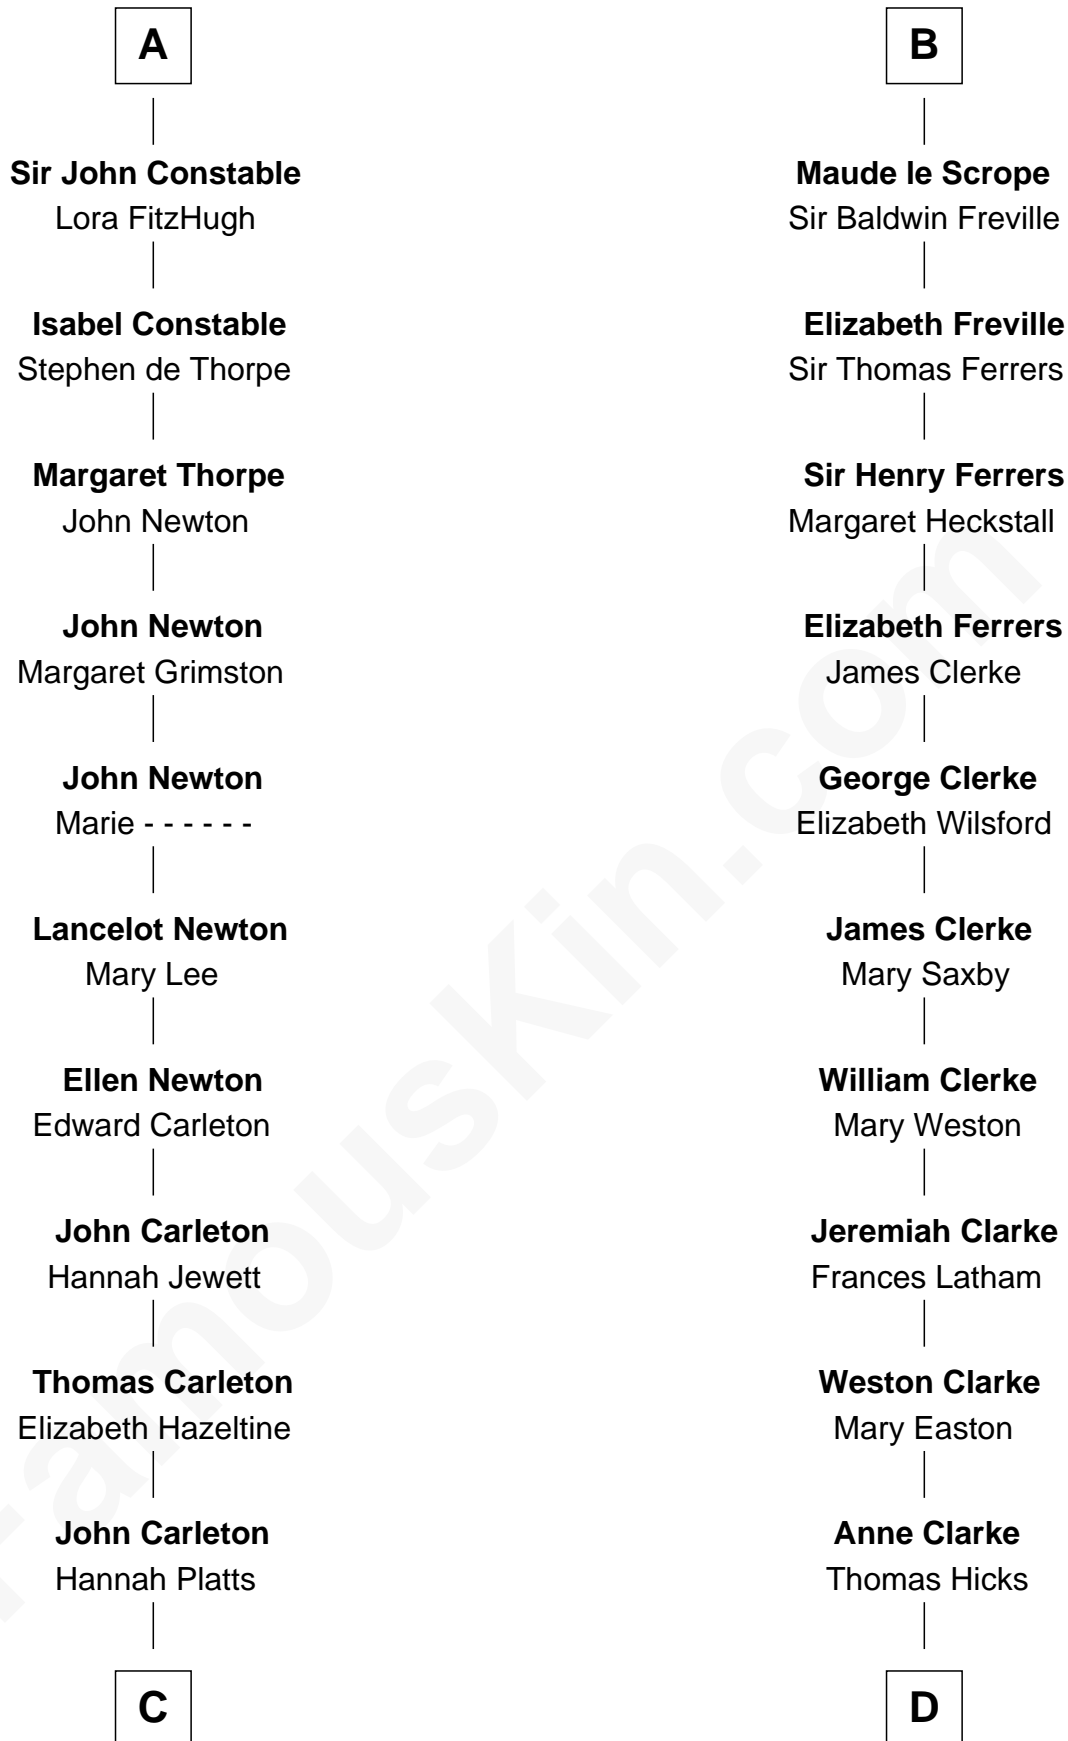 A
Sir John Constable
Lora FitzHugh
Isabel Constable
Stephen de Thorpe
Margaret Thorpe
John Newton
John Newton
Margaret Grimston
John Newton
Marie - - - - - -
Lancelot Newton
Mary Lee
Ellen Newton
Edward Carleton
John Carleton
Hannah Jewett
Thomas Carleton
Elizabeth Hazeltine
John Carleton
Hannah Platts
C
B
Maude le Scrope
Sir Baldwin Freville
Elizabeth Freville
Sir Thomas Ferrers
Sir Henry Ferrers
Margaret Heckstall
Elizabeth Ferrers
James Clerke
George Clerke
Elizabeth Wilsford
James Clerke
Mary Saxby
William Clerke
Mary Weston
Jeremiah Clarke
Frances Latham
Weston Clarke
Mary Easton
Anne Clarke
Thomas Hicks
D
FamousKin.com